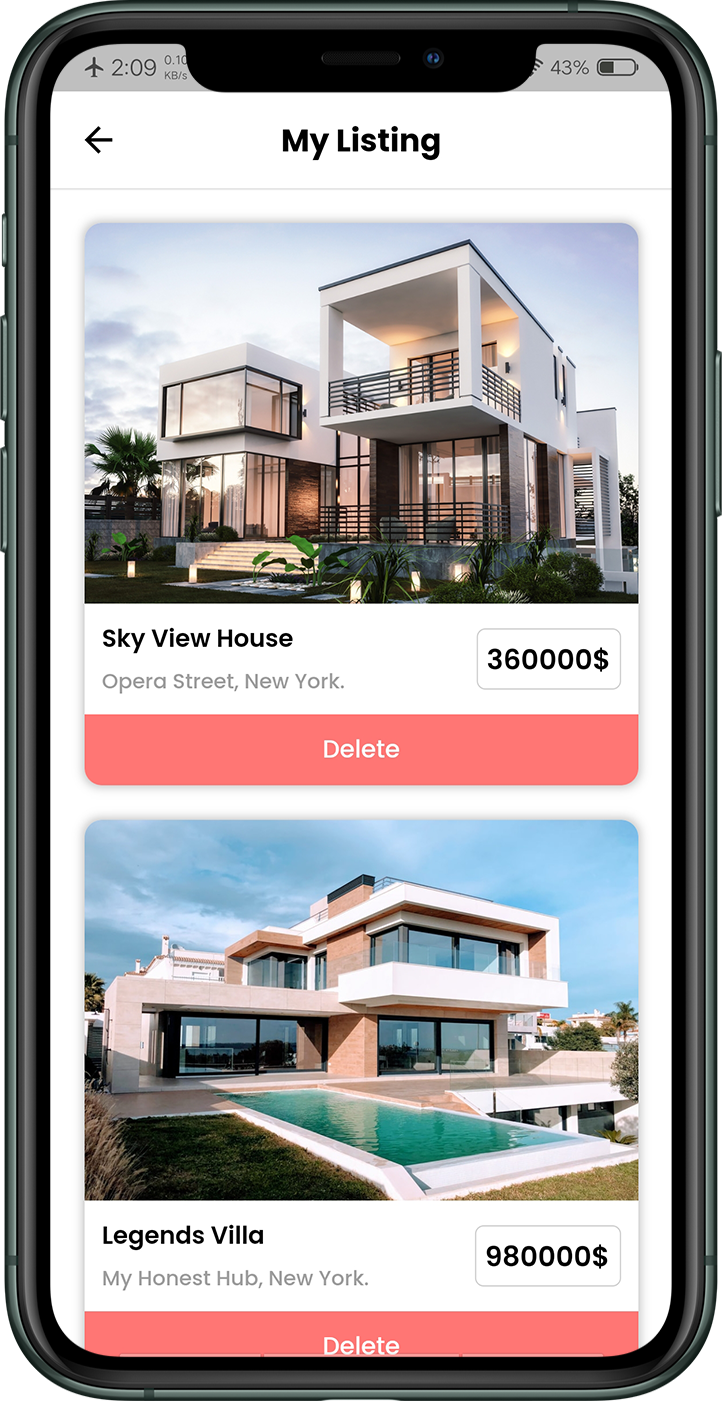 2:09
0.10
KB/s
43%
My Listing
Sky View House
360000$
Opera Street, New York.
Delete
Legends Villa
980000$
My Honest Hub, New York.
Delete